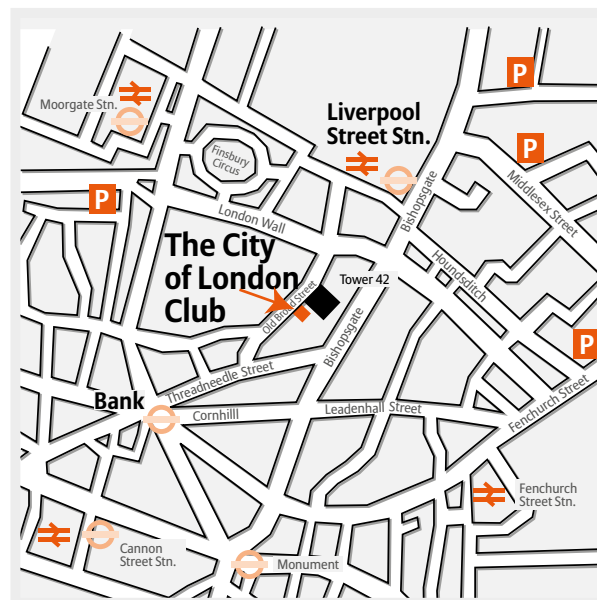 P
Moorgate Stn.
Liverpool
Street Stn.
P
Finsbury
Circus
Middlesex Street
P
Bishopsgate
London Wall
The City
of London
Club
Houndsditch
Tower 42
Old Broad Street
Bishopsgate
P
Threadneedle Street
Bank
Cornhilll
Leadenhall Street
Fenchurch Street
Fenchurch
Street Stn.
Cannon
Street Stn.
Monument